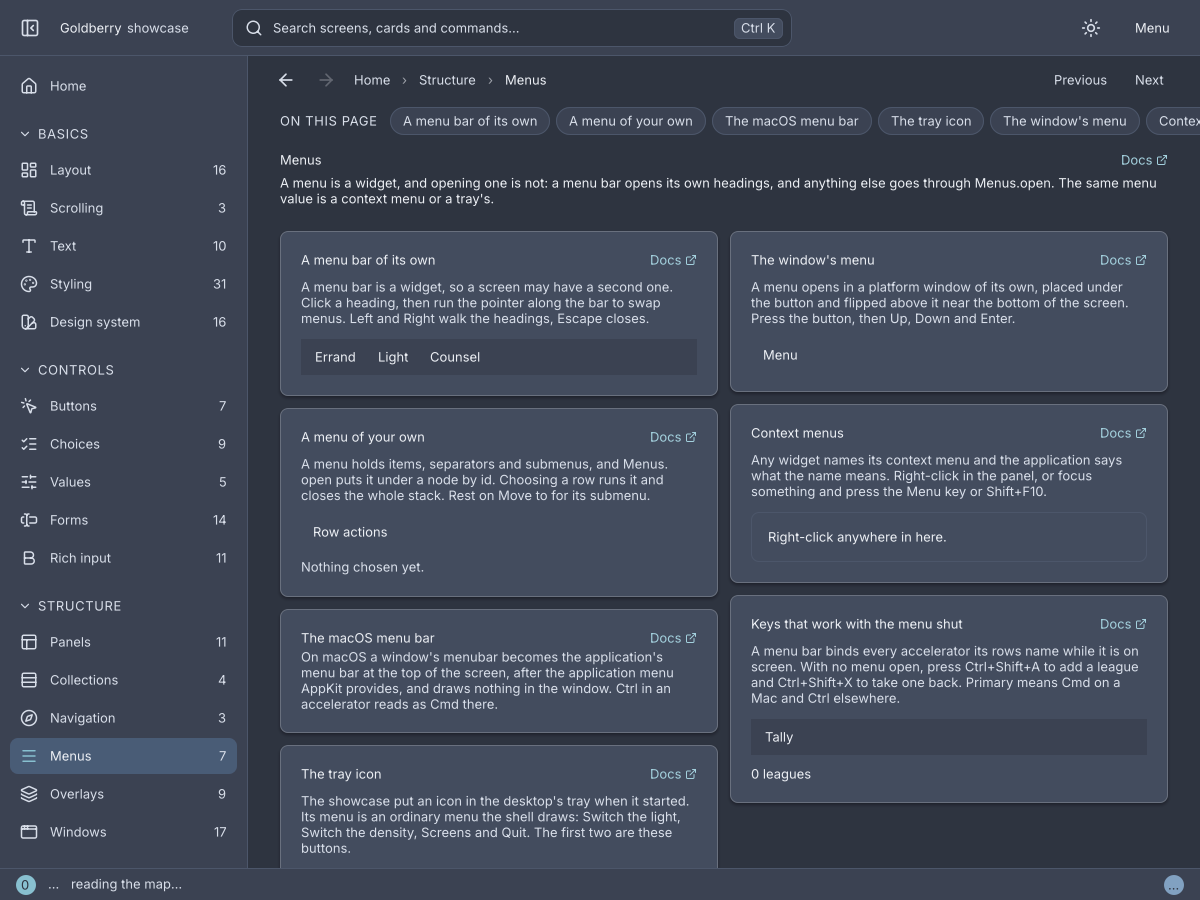 Goldberry showcase
Search screens, cards and commands...
Ctrl K
Menu
Home
BASICS
Layout 16
Scrolling 3
Text 10
Styling 31
Design system 16
CONTROLS
Buttons 7
Choices 9
Values 5
Forms 14
Rich input 11
STRUCTURE
Panels 11
Collections 4
Navigation 3
Menus 7
Overlays 9
Windows 17
Home › Structure › Menus
Previous Next
ON THIS PAGE
A menu bar of its own
A menu of your own
The macOS menu bar
The tray icon
The window's menu
Contex
Menus
Docs
A menu is a widget, and opening one is not: a menu bar opens its own headings, and anything else goes through Menus.open. The same menu
value is a context menu or a tray's.
A menu bar of its own
Docs
A menu bar is a widget, so a screen may have a second one.
Click a heading, then run the pointer along the bar to swap
menus. Left and Right walk the headings, Escape closes.
Errand Light Counsel
A menu of your own
Docs
A menu holds items, separators and submenus, and Menus.
open puts it under a node by id. Choosing a row runs it and
closes the whole stack. Rest on Move to for its submenu.
Row actions
Nothing chosen yet.
The macOS menu bar
Docs
On macOS a window's menubar becomes the application's
menu bar at the top of the screen, after the application menu
AppKit provides, and draws nothing in the window. Ctrl in an
accelerator reads as Cmd there.
The tray icon
Docs
The showcase put an icon in the desktop's tray when it started.
Its menu is an ordinary menu the shell draws: Switch the light,
Switch the density, Screens and Quit. The first two are these
buttons.
The window's menu
Docs
A menu opens in a platform window of its own, placed under
the button and flipped above it near the bottom of the screen.
Press the button, then Up, Down and Enter.
Menu
Context menus
Docs
Any widget names its context menu and the application says
what the name means. Right-click in the panel, or focus
something and press the Menu key or Shift+F10.
Right-click anywhere in here.
Keys that work with the menu shut
Docs
A menu bar binds every accelerator its rows name while it is on
screen. With no menu open, press Ctrl+Shift+A to add a league
and Ctrl+Shift+X to take one back. Primary means Cmd on a
Mac and Ctrl elsewhere.
Tally
0 leagues
0 ... reading the map...
...